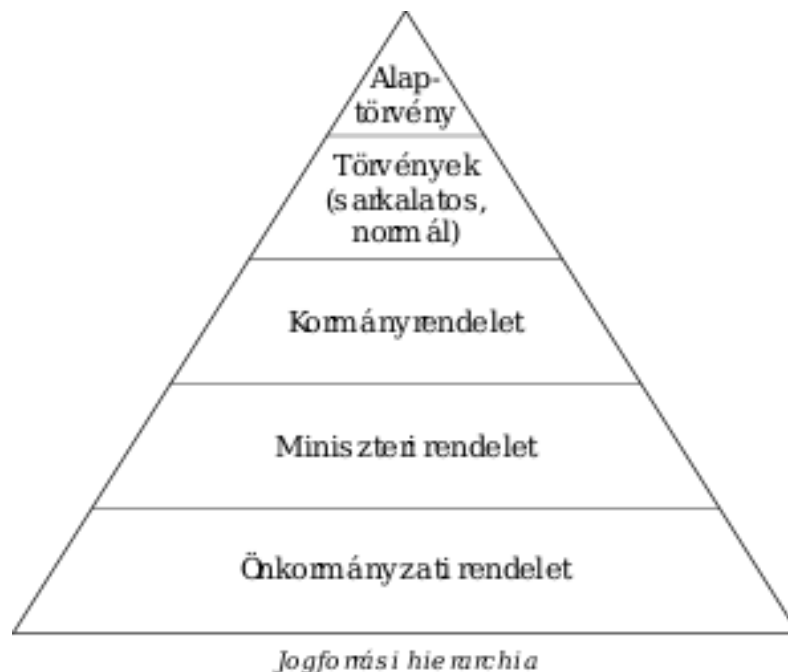 Alap-
törvény
Törvények
(sarkalatos,
normál)
Kormányrendelet
Miniszteri rendelet
Önkormányzati rendelet
Jogforrási hierarchia